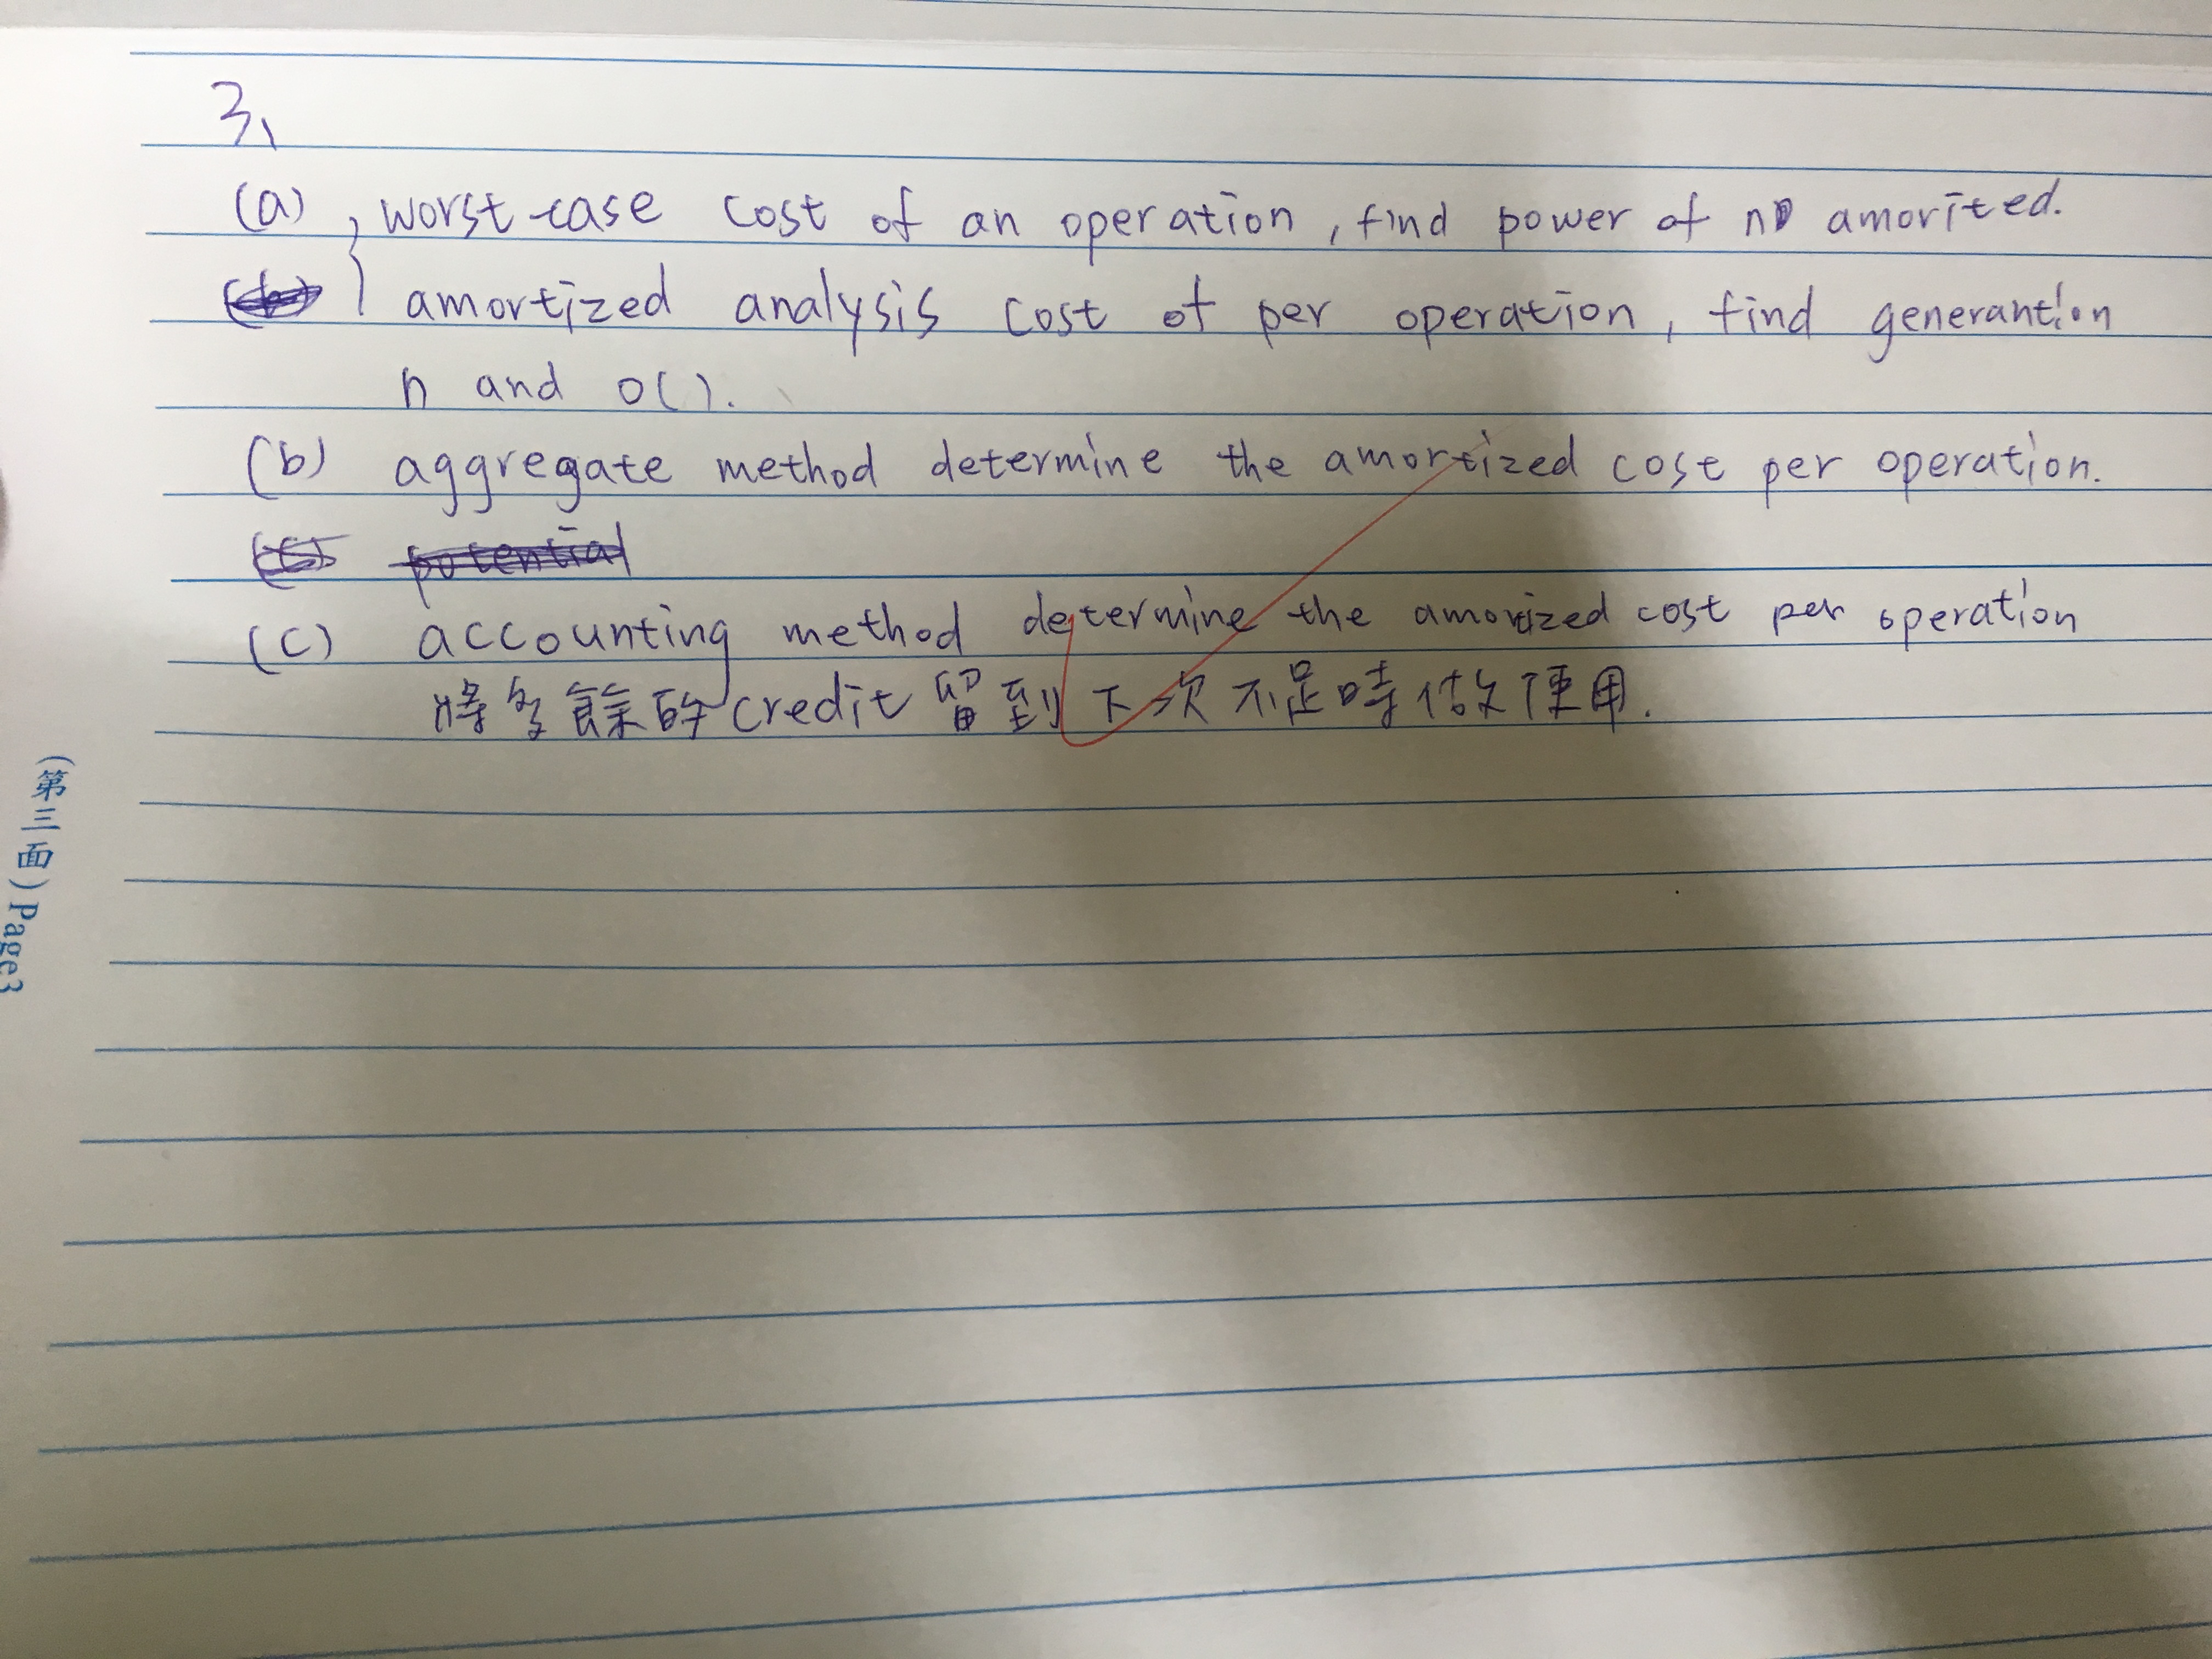 3、
(a) , worst-case cost of an operation, find power of n amorited.
(b) amortized analysis cost of per operation, find generantion
n and O( ).
(b) aggregate method determine the amortized cost per operation.
(c) potential
(c) accounting method determine the amorized cost per operation
將多餘的credit留到下次不足時做使用.
(第三面) Page3